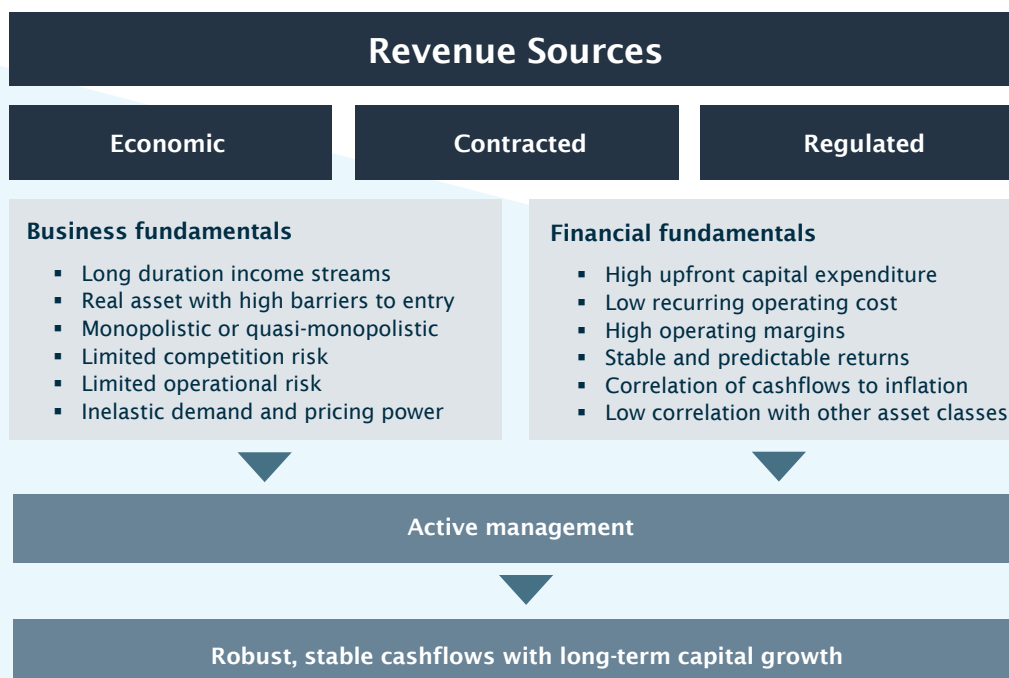 Revenue Sources
Economic
Contracted
Regulated
Business fundamentals
▪ Long duration income streams
▪ Real asset with high barriers to entry
▪ Monopolistic or quasi-monopolistic
▪ Limited competition risk
▪ Limited operational risk
▪ Inelastic demand and pricing power
Financial fundamentals
▪ High upfront capital expenditure
▪ Low recurring operating cost
▪ High operating margins
▪ Stable and predictable returns
▪ Correlation of cashflows to inflation
▪ Low correlation with other asset classes
Active management
Robust, stable cashflows with long-term capital growth